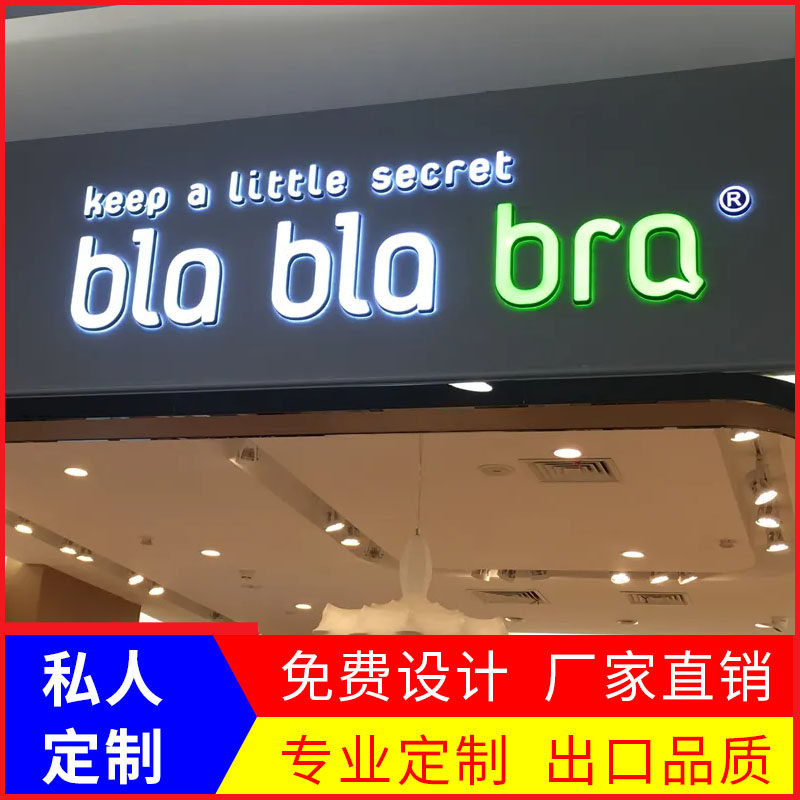 keep a little secret
bla bla bra ®
私人
定制
免费设计 厂家直销
专业定制 出口品质